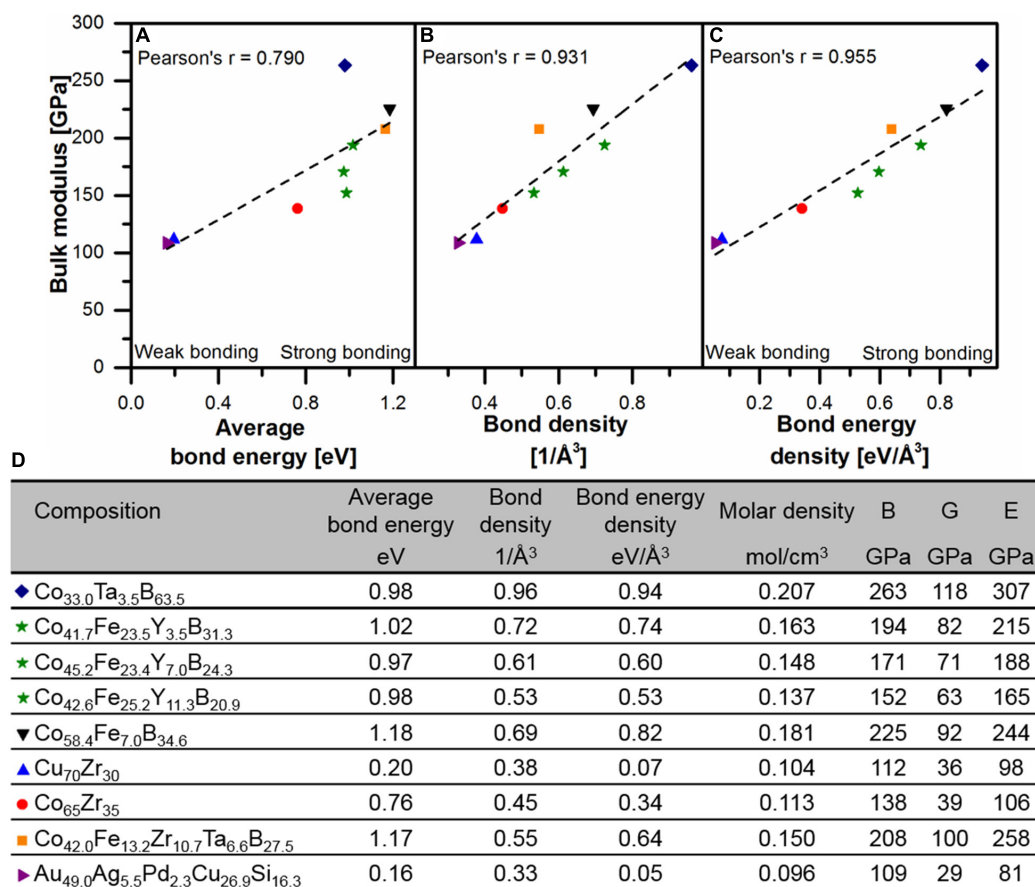 A
B
C
Pearson's r = 0.790
Pearson's r = 0.931
Pearson's r = 0.955
Bulk modulus [GPa]
300
250
200
150
100
50
0
Weak bonding Strong bonding
Weak bonding Strong bonding
0.0 0.4 0.8 1.2
0.4 0.6 0.8
0.2 0.4 0.6 0.8
Average
bond energy [eV]
Bond density
[1/Å³]
Bond energy
density [eV/Å³]
D
Composition Average bond energy eV Bond density 1/Å³ Bond energy density eV/Å³ Molar density mol/cm³ B GPa G GPa E GPa
Co₃₃.₀Ta₃.₅B₆₃.₅ 0.98 0.96 0.94 0.207 263 118 307
Co₄₁.₇Fe₂₃.₅Y₃.₅B₃₁.₃ 1.02 0.72 0.74 0.163 194 82 215
Co₄₅.₂Fe₂₃.₄Y₇.₀B₂₄.₃ 0.97 0.61 0.60 0.148 171 71 188
Co₄₂.₆Fe₂₅.₂Y₁₁.₃B₂₀.₉ 0.98 0.53 0.53 0.137 152 63 165
Co₅₈.₄Fe₇.₀B₃₄.₆ 1.18 0.69 0.82 0.181 225 92 244
Cu₇₀Zr₃₀ 0.20 0.38 0.07 0.104 112 36 98
Co₆₅Zr₃₅ 0.76 0.45 0.34 0.113 138 39 106
Co₄₂.₀Fe₁₃.₂Zr₁₀.₇Ta₆.₆B₂₇.₅ 1.17 0.55 0.64 0.150 208 100 258
Au₄₉.₀Ag₅.₅Pd₂.₃Cu₂₆.₉Si₁₆.₃ 0.16 0.33 0.05 0.096 109 29 81